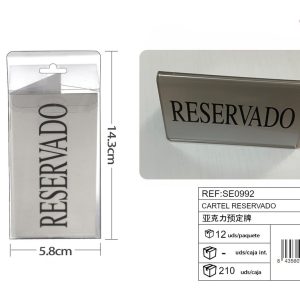 RESERVADO
14.3cm
5.8cm
RESERVADO
REF:SE0992
CARTEL RESERVADO
亚克力预定牌
12 uds/paquete
- uds/caja int.
210 uds/caja